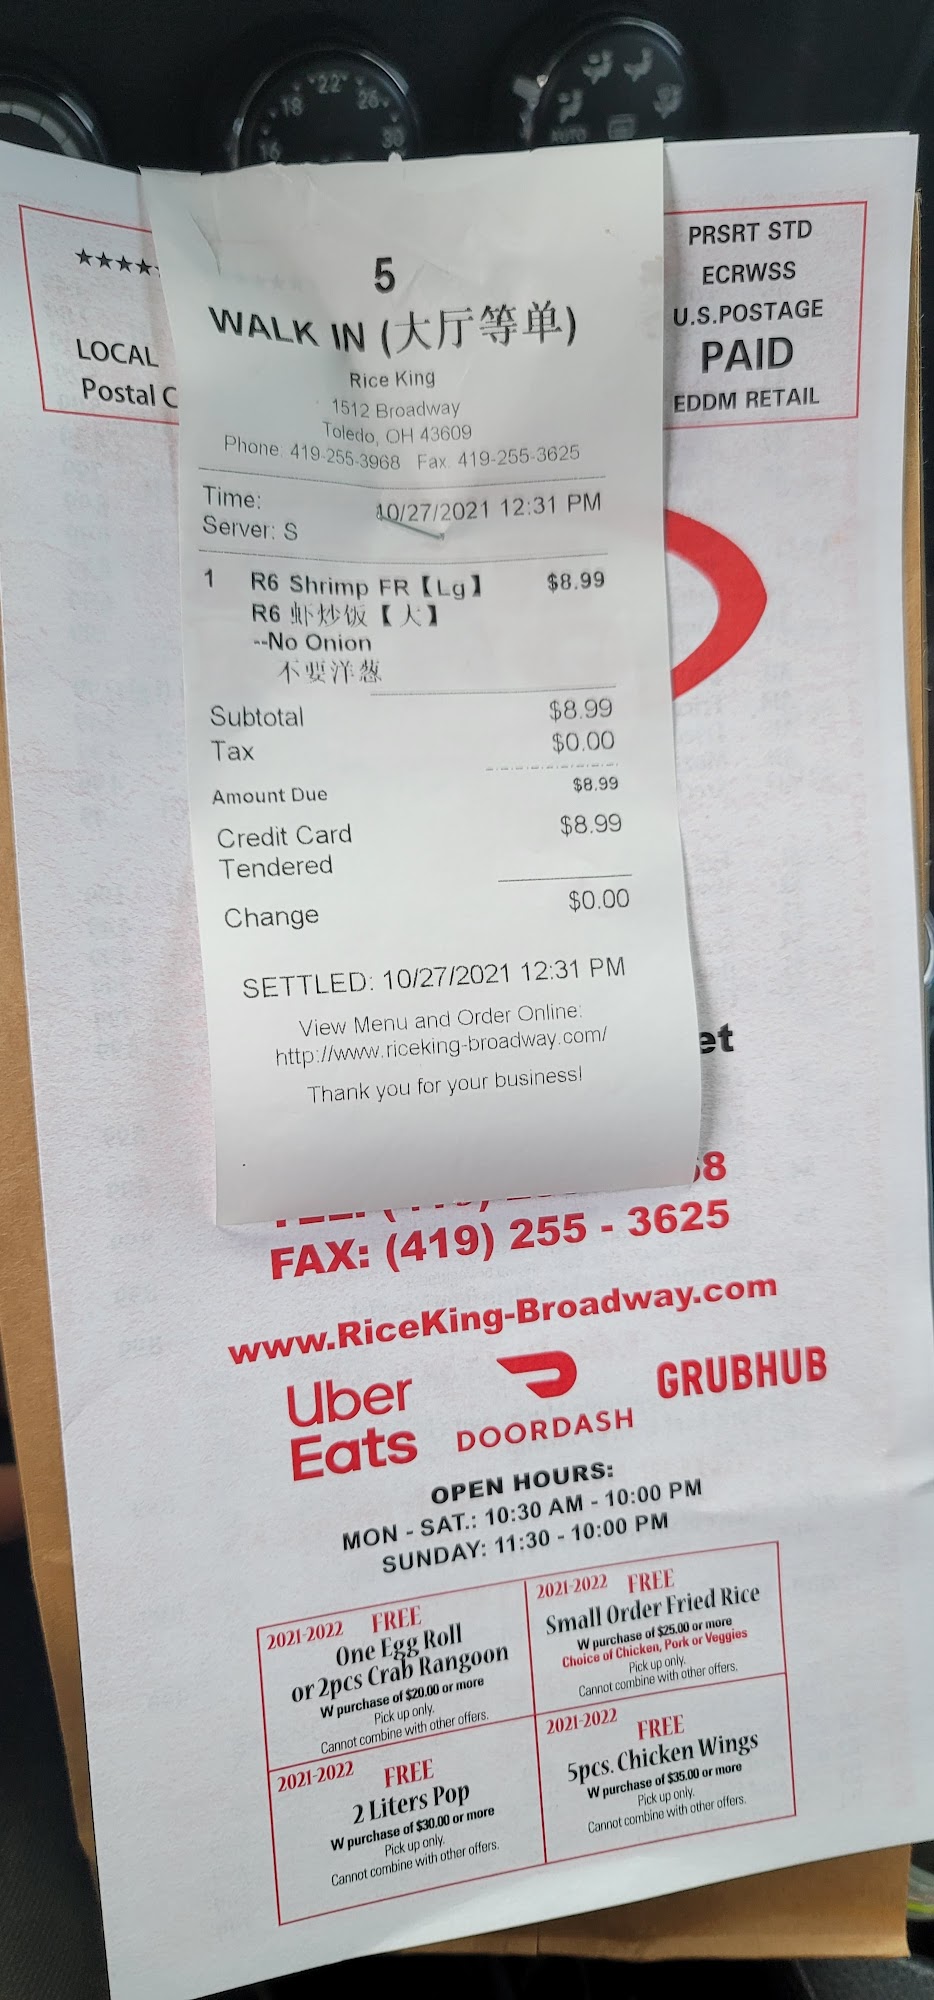 16 18 22 26 30
AUTO
★★★★
LOCAL
Postal C
PRSRT STD
ECRWSS
U.S.POSTAGE
PAID
EDDM RETAIL
5
WALK IN (大厅等单)
Rice King
1512 Broadway
Toledo, OH 43609
Phone: 419-255-3968 Fax: 419-255-3625
Time: 10/27/2021 12:31 PM
Server: S
1 R6 Shrimp FR【Lg】 $8.99
R6 虾炒饭【大】
--No Onion
不要洋葱
Subtotal $8.99
Tax $0.00
Amount Due $8.99
Credit Card $8.99
Tendered
Change $0.00
SETTLED: 10/27/2021 12:31 PM
View Menu and Order Online:
http://www.riceking-broadway.com/
Thank you for your business!
et
68
FAX: (419) 255 - 3625
www.RiceKing-Broadway.com
Uber
Eats
DOORDASH
GRUBHUB
OPEN HOURS:
MON - SAT.: 10:30 AM - 10:00 PM
SUNDAY: 11:30 - 10:00 PM
2021-2022 FREE
One Egg Roll
or 2pcs Crab Rangoon
W purchase of $20.00 or more
Pick up only.
Cannot combine with other offers.
2021-2022 FREE
Small Order Fried Rice
W purchase of $25.00 or more
Choice of Chicken, Pork or Veggies
Pick up only.
Cannot combine with other offers.
2021-2022 FREE
2 Liters Pop
W purchase of $30.00 or more
Pick up only.
Cannot combine with other offers.
2021-2022 FREE
5pcs. Chicken Wings
W purchase of $35.00 or more
Pick up only.
Cannot combine with other offers.